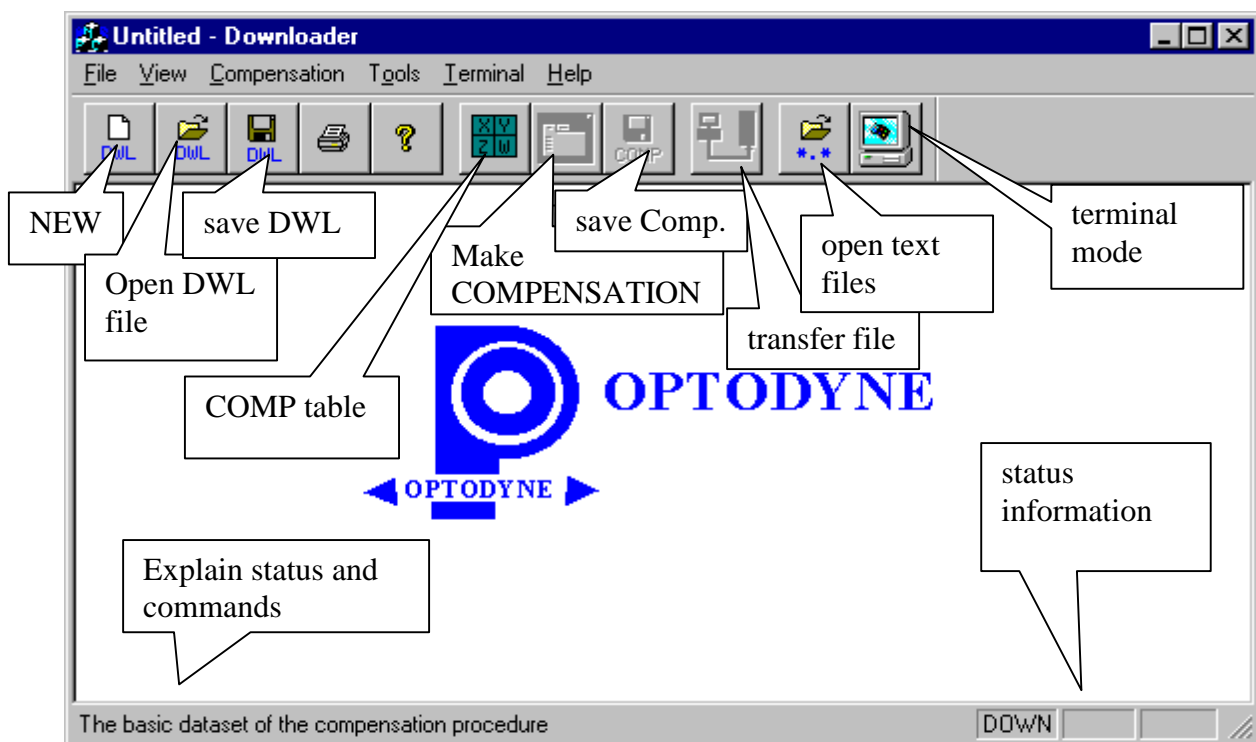 Untitled - Downloader
File View Compensation Tools Terminal Help
DWL DWL DWL X Y Z W COMP *.*
NEW
save DWL
save Comp.
terminal
mode
Open DWL
file
Make
COMPENSATION
open text
files
transfer file
COMP table
OPTODYNE
OPTODYNE
status
information
Explain status and
commands
The basic dataset of the compensation procedure DOWN